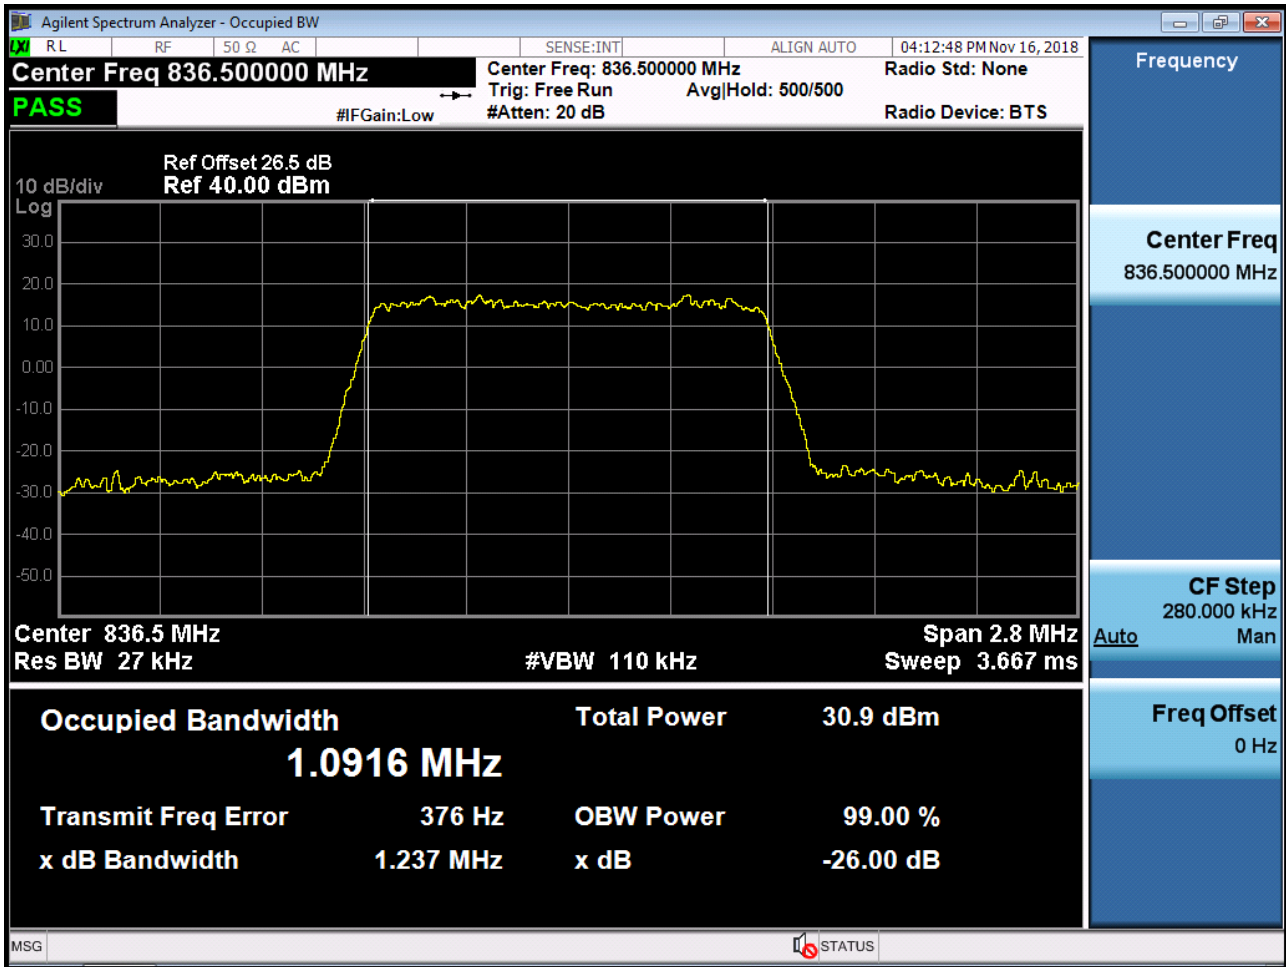 Agilent Spectrum Analyzer - Occupied BW
LXI RL RF 50 Ω AC SENSE:INT ALIGN AUTO 04:12:48 PM Nov 16, 2018
Center Freq 836.500000 MHz
Center Freq: 836.500000 MHz Radio Std: None
Trig: Free Run Avg|Hold: 500/500
PASS
#IFGain:Low #Atten: 20 dB Radio Device: BTS
Ref Offset 26.5 dB
10 dB/div Ref 40.00 dBm
Log
30.0
20.0
10.0
0.00
-10.0
-20.0
-30.0
-40.0
-50.0
Center 836.5 MHz Span 2.8 MHz
Res BW 27 kHz #VBW 110 kHz Sweep 3.667 ms
Occupied Bandwidth Total Power 30.9 dBm
1.0916 MHz
Transmit Freq Error 376 Hz OBW Power 99.00 %
x dB Bandwidth 1.237 MHz x dB -26.00 dB
Frequency
Center Freq
836.500000 MHz
CF Step
280.000 kHz
Auto Man
Freq Offset
0 Hz
MSG STATUS